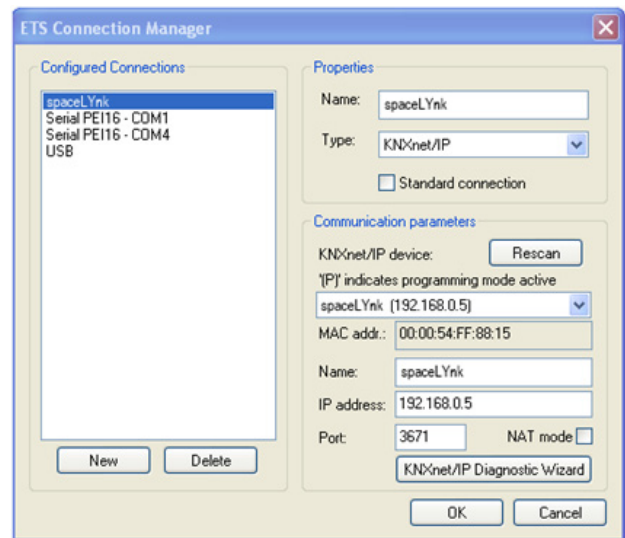 ETS Connection Manager
Configured Connections
spaceLYnk
Serial PEI16 - COM1
Serial PEI16 - COM4
USB
New
Delete
Properties
Name:
spaceLYnk
Type:
KNXnet/IP
Standard connection
Communication parameters
KNXnet/IP device:
Rescan
'(P)' indicates programming mode active
spaceLYnk (192.168.0.5)
MAC addr.:
00:00:54:FF:88:15
Name:
spaceLYnk
IP address:
192.168.0.5
Port:
3671
NAT mode
KNXnet/IP Diagnostic Wizard
OK
Cancel